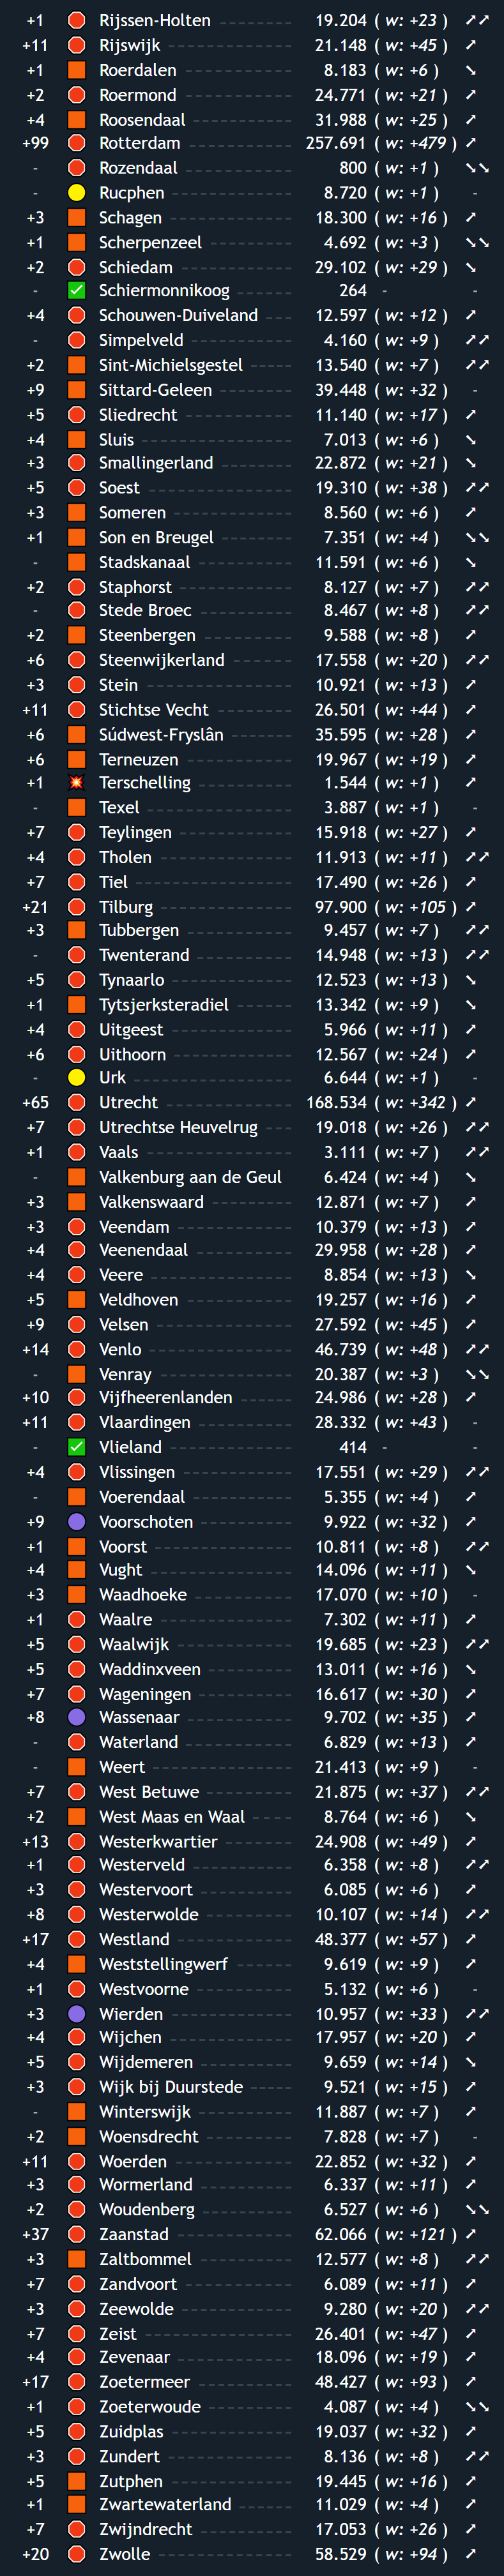 +1 Rijssen-Holten 19.204 ( w: +23 ) ➚➚
+11 Rijswijk 21.148 ( w: +45 ) ➚
+1 Roerdalen 8.183 ( w: +6 ) ➘
+2 Roermond 24.771 ( w: +21 ) ➚
+4 Roosendaal 31.988 ( w: +25 ) ➚
+99 Rotterdam 257.691 ( w: +479 ) ➚
- Rozendaal 800 ( w: +1 ) ➘➘
- Rucphen 8.720 ( w: +1 ) -
+3 Schagen 18.300 ( w: +16 ) ➚
+1 Scherpenzeel 4.692 ( w: +3 ) ➘➘
+2 Schiedam 29.102 ( w: +29 ) ➘
- Schiermonnikoog 264 - -
+4 Schouwen-Duiveland 12.597 ( w: +12 ) ➚
- Simpelveld 4.160 ( w: +9 ) ➚➚
+2 Sint-Michielsgestel 13.540 ( w: +7 ) ➚➚
+9 Sittard-Geleen 39.448 ( w: +32 ) -
+5 Sliedrecht 11.140 ( w: +17 ) ➚
+4 Sluis 7.013 ( w: +6 ) ➘
+3 Smallingerland 22.872 ( w: +21 ) ➘
+5 Soest 19.310 ( w: +38 ) ➚➚
+3 Someren 8.560 ( w: +6 ) ➚
+1 Son en Breugel 7.351 ( w: +4 ) ➘➘
- Stadskanaal 11.591 ( w: +6 ) ➘
+2 Staphorst 8.127 ( w: +7 ) ➚➚
- Stede Broec 8.467 ( w: +8 ) ➚➚
+2 Steenbergen 9.588 ( w: +8 ) ➚
+6 Steenwijkerland 17.558 ( w: +20 ) ➚➚
+3 Stein 10.921 ( w: +13 ) ➚
+11 Stichtse Vecht 26.501 ( w: +44 ) ➚
+6 Súdwest-Fryslân 35.595 ( w: +28 ) ➚
+6 Terneuzen 19.967 ( w: +19 ) ➚
+1 Terschelling 1.544 ( w: +1 ) ➚
- Texel 3.887 ( w: +1 ) -
+7 Teylingen 15.918 ( w: +27 ) ➚
+4 Tholen 11.913 ( w: +11 ) ➚➚
+7 Tiel 17.490 ( w: +26 ) ➚
+21 Tilburg 97.900 ( w: +105 ) ➚
+3 Tubbergen 9.457 ( w: +7 ) ➚➚
- Twenterand 14.948 ( w: +13 ) ➚➚
+5 Tynaarlo 12.523 ( w: +13 ) ➘
+1 Tytsjerksteradiel 13.342 ( w: +9 ) ➘
+4 Uitgeest 5.966 ( w: +11 ) ➚
+6 Uithoorn 12.567 ( w: +24 ) ➚
- Urk 6.644 ( w: +1 ) -
+65 Utrecht 168.534 ( w: +342 ) ➚
+7 Utrechtse Heuvelrug 19.018 ( w: +26 ) ➚➚
+1 Vaals 3.111 ( w: +7 ) ➚➚
- Valkenburg aan de Geul 6.424 ( w: +4 ) ➘
+3 Valkenswaard 12.871 ( w: +7 ) ➚
+3 Veendam 10.379 ( w: +13 ) ➚
+4 Veenendaal 29.958 ( w: +28 ) ➚
+4 Veere 8.854 ( w: +13 ) ➘
+5 Veldhoven 19.257 ( w: +16 ) ➚
+9 Velsen 27.592 ( w: +45 ) ➚
+14 Venlo 46.739 ( w: +48 ) ➚➚
- Venray 20.387 ( w: +3 ) ➘➘
+10 Vijfheerenlanden 24.986 ( w: +28 ) ➚
+11 Vlaardingen 28.332 ( w: +43 ) -
- Vlieland 414 - -
+4 Vlissingen 17.551 ( w: +29 ) ➚➚
- Voerendaal 5.355 ( w: +4 ) ➚
+9 Voorschoten 9.922 ( w: +32 ) ➚
+1 Voorst 10.811 ( w: +8 ) ➚➚
+4 Vught 14.096 ( w: +11 ) ➘
+3 Waadhoeke 17.070 ( w: +10 ) -
+1 Waalre 7.302 ( w: +11 ) ➚
+5 Waalwijk 19.685 ( w: +23 ) ➚➚
+5 Waddinxveen 13.011 ( w: +16 ) ➘
+7 Wageningen 16.617 ( w: +30 ) ➚
+8 Wassenaar 9.702 ( w: +35 ) ➚
- Waterland 6.829 ( w: +13 ) ➚
- Weert 21.413 ( w: +9 ) -
+7 West Betuwe 21.875 ( w: +37 ) ➚➚
+2 West Maas en Waal 8.764 ( w: +6 ) ➘
+13 Westerkwartier 24.908 ( w: +49 ) ➚
+1 Westerveld 6.358 ( w: +8 ) ➚➚
+3 Westervoort 6.085 ( w: +6 ) ➚
+8 Westerwolde 10.107 ( w: +14 ) ➚➚
+17 Westland 48.377 ( w: +57 ) ➚
+4 Weststellingwerf 9.619 ( w: +9 ) ➚
+1 Westvoorne 5.132 ( w: +6 ) -
+3 Wierden 10.957 ( w: +33 ) ➚➚
+4 Wijchen 17.957 ( w: +20 ) ➚
+5 Wijdemeren 9.659 ( w: +14 ) ➘
+3 Wijk bij Duurstede 9.521 ( w: +15 ) ➚
- Winterswijk 11.887 ( w: +7 ) ➚
+2 Woensdrecht 7.828 ( w: +7 ) -
+11 Woerden 22.852 ( w: +32 ) ➚
+3 Wormerland 6.337 ( w: +11 ) ➚
+2 Woudenberg 6.527 ( w: +6 ) ➘➘
+37 Zaanstad 62.066 ( w: +121 ) ➚
+3 Zaltbommel 12.577 ( w: +8 ) ➚➚
+7 Zandvoort 6.089 ( w: +11 ) ➚
+3 Zeewolde 9.280 ( w: +20 ) ➚➚
+7 Zeist 26.401 ( w: +47 ) ➚
+4 Zevenaar 18.096 ( w: +19 ) ➚
+17 Zoetermeer 48.427 ( w: +93 ) ➚
+1 Zoeterwoude 4.087 ( w: +4 ) ➘➘
+5 Zuidplas 19.037 ( w: +32 ) ➚
+3 Zundert 8.136 ( w: +8 ) ➚➚
+5 Zutphen 19.445 ( w: +16 ) ➚
+1 Zwartewaterland 11.029 ( w: +4 ) ➚
+7 Zwijndrecht 17.053 ( w: +26 ) ➚
+20 Zwolle 58.529 ( w: +94 ) ➚